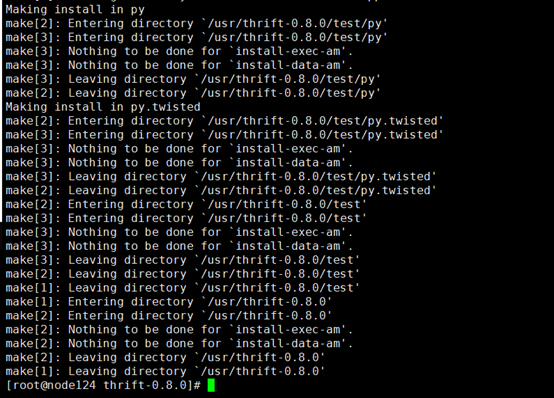 Making install in py
make[2]: Entering directory `/usr/thrift-0.8.0/test/py'
make[3]: Entering directory `/usr/thrift-0.8.0/test/py'
make[3]: Nothing to be done for `install-exec-am'.
make[3]: Nothing to be done for `install-data-am'.
make[3]: Leaving directory `/usr/thrift-0.8.0/test/py'
make[2]: Leaving directory `/usr/thrift-0.8.0/test/py'
Making install in py.twisted
make[2]: Entering directory `/usr/thrift-0.8.0/test/py.twisted'
make[3]: Entering directory `/usr/thrift-0.8.0/test/py.twisted'
make[3]: Nothing to be done for `install-exec-am'.
make[3]: Nothing to be done for `install-data-am'.
make[3]: Leaving directory `/usr/thrift-0.8.0/test/py.twisted'
make[2]: Leaving directory `/usr/thrift-0.8.0/test/py.twisted'
make[2]: Entering directory `/usr/thrift-0.8.0/test'
make[3]: Entering directory `/usr/thrift-0.8.0/test'
make[3]: Nothing to be done for `install-exec-am'.
make[3]: Nothing to be done for `install-data-am'.
make[3]: Leaving directory `/usr/thrift-0.8.0/test'
make[2]: Leaving directory `/usr/thrift-0.8.0/test'
make[1]: Leaving directory `/usr/thrift-0.8.0/test'
make[1]: Entering directory `/usr/thrift-0.8.0'
make[2]: Entering directory `/usr/thrift-0.8.0'
make[2]: Nothing to be done for `install-exec-am'.
make[2]: Nothing to be done for `install-data-am'.
make[2]: Leaving directory `/usr/thrift-0.8.0'
make[1]: Leaving directory `/usr/thrift-0.8.0'
[root@node124 thrift-0.8.0]#